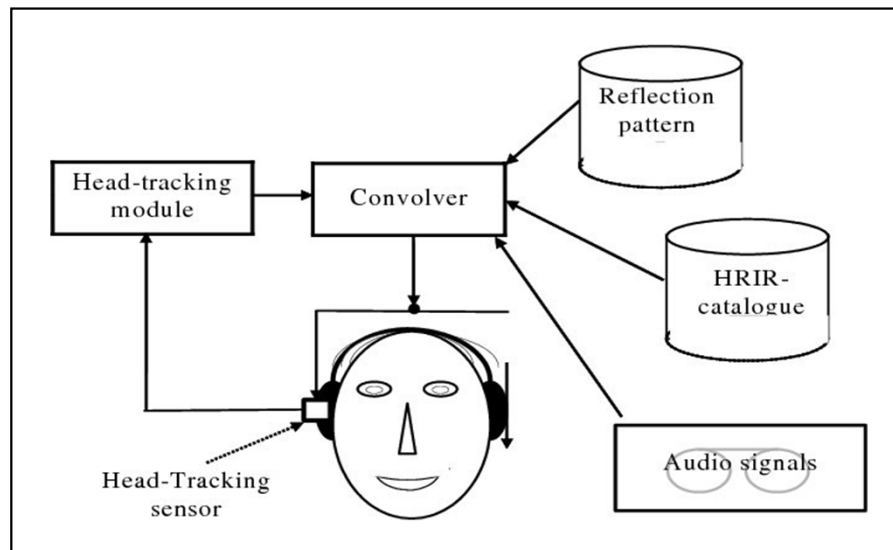 Reflection
pattern
Head-tracking
module
Convolver
HRIR-
catalogue
Audio signals
Head-Tracking
sensor